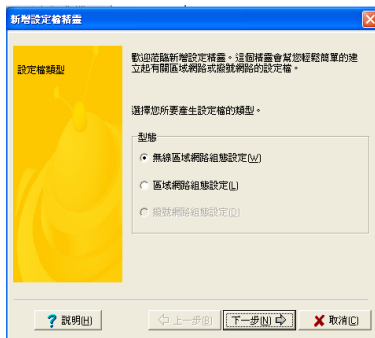 新增設定檔精靈
設定檔類型
歡迎蒞臨新增設定精靈。這個精靈會幫您輕鬆簡單的建
立起有關區域網路或撥號網路的設定檔。
選擇您所要產生設定檔的類型。
型態
無線區域網路組態設定(W)
區域網路組態設定(L)
撥號網路組態設定(D)
說明(H)
上一步(B)
下一步(N)
取消(C)